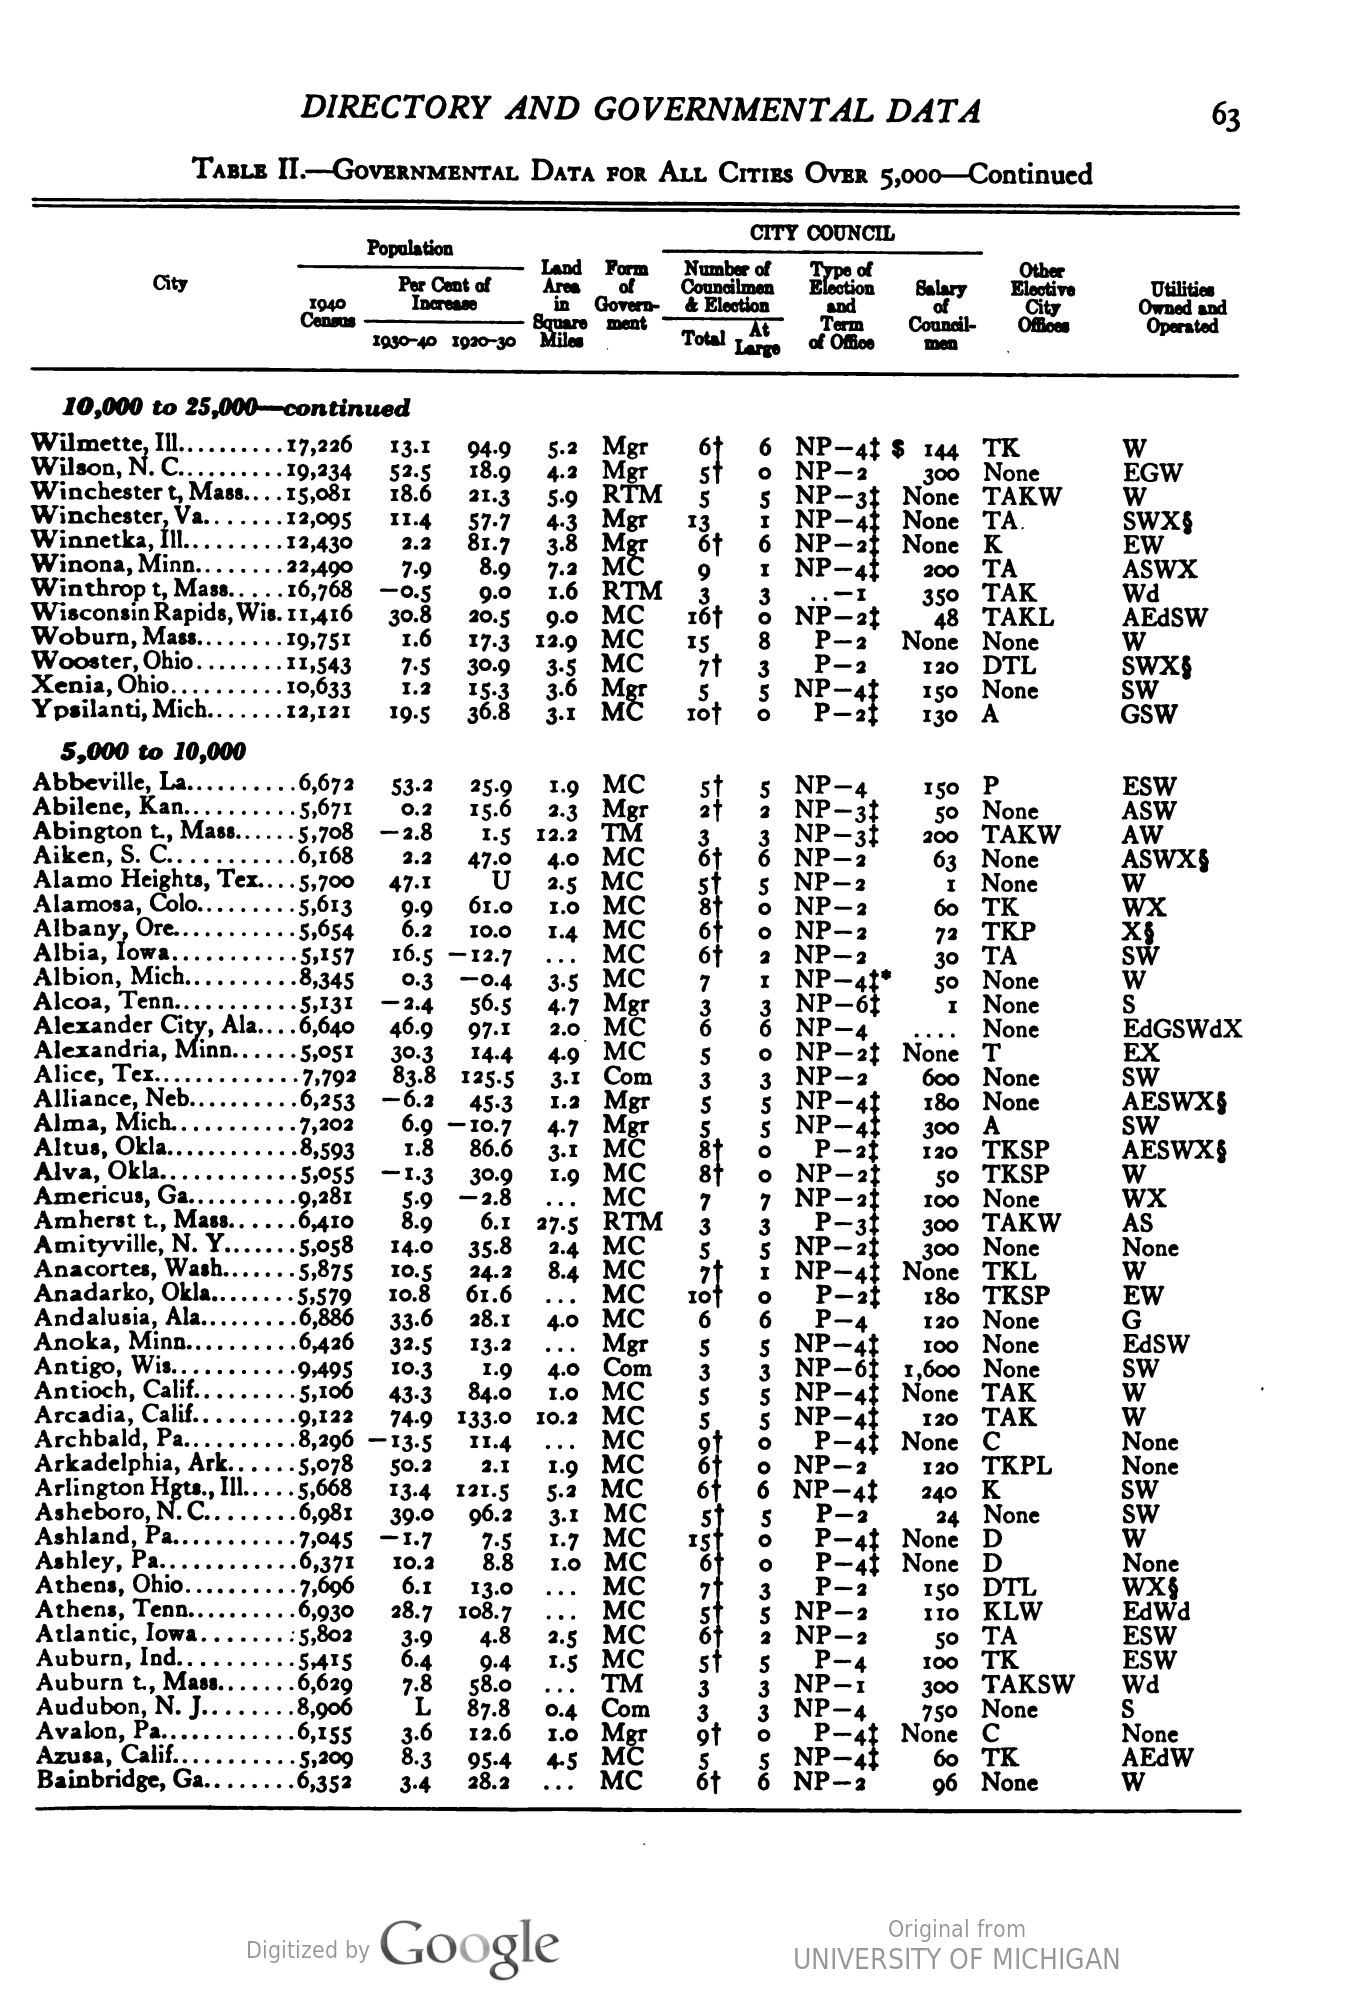 DIRECTORY AND GOVERNMENTAL DATA 63
TABLE II.—GOVERNMENTAL DATA FOR ALL CITIES OVER 5,000—Continued
CITY COUNCIL
Population
City
1940 Census
Per Cent of Increase
1930-40 1920-30
Land Area in Square Miles
Form of Government
Number of Councilmen & Election
Total At Large
Type of Election and Term of Office
Salary of Councilmen
Other Elective City Offices
Utilities Owned and Operated
10,000 to 25,000—continued
Wilmette, Ill..........17,226 13.1 94.9 5.2 Mgr 6† 6 NP-4‡ $ 144 TK W
Wilson, N. C..........19,234 52.5 18.9 4.2 Mgr 5† 0 NP-2 300 None EGW
Winchester t, Mass....15,081 18.6 21.3 5.9 RTM 5 5 NP-3‡ None TAKW W
Winchester, Va.......12,095 11.4 57.7 4.3 Mgr 13 1 NP-4‡ None TA. SWX§
Winnetka, Ill.........12,430 2.2 81.7 3.8 Mgr 6† 6 NP-2‡ None K EW
Winona, Minn........22,490 7.9 8.9 7.2 MC 9 1 NP-4‡ 200 TA ASWX
Winthrop t, Mass.....16,768 -0.5 9.0 1.6 RTM 3 3 ..-1 350 TAK Wd
Wisconsin Rapids, Wis. 11,416 30.8 20.5 9.0 MC 16† 0 NP-2‡ 48 TAKL AEdSW
Woburn, Mass........19,751 1.6 17.3 12.9 MC 15 8 P-2 None None W
Wooster, Ohio........11,543 7.5 30.9 3.5 MC 7† 3 P-2 120 DTL SWX§
Xenia, Ohio..........10,633 1.2 15.3 3.6 Mgr 5 5 NP-4‡ 150 None SW
Ypsilanti, Mich.......12,121 19.5 36.8 3.1 MC 10† 0 P-2‡ 130 A GSW
5,000 to 10,000
Abbeville, La..........6,672 53.2 25.9 1.9 MC 5† 5 NP-4 150 P ESW
Abilene, Kan..........5,671 0.2 15.6 2.3 Mgr 2† 2 NP-3‡ 50 None ASW
Abington t., Mass......5,708 -2.8 1.5 12.2 TM 3 3 NP-3‡ 200 TAKW AW
Aiken, S. C...........6,168 2.2 47.0 4.0 MC 6† 6 NP-2 63 None ASWX§
Alamo Heights, Tex....5,700 47.1 U 2.5 MC 5† 5 NP-2 1 None W
Alamosa, Colo.........5,613 9.9 61.0 1.0 MC 8† 0 NP-2 60 TK WX
Albany, Ore...........5,654 6.2 10.0 1.4 MC 6† 0 NP-2 72 TKP X§
Albia, Iowa...........5,157 16.5 -12.7 ... MC 6† 2 NP-2 30 TA SW
Albion, Mich..........8,345 0.3 -0.4 3.5 MC 7 1 NP-4‡* 50 None W
Alcoa, Tenn...........5,131 -2.4 56.5 4.7 Mgr 3 3 NP-6‡ 1 None S
Alexander City, Ala....6,640 46.9 97.1 2.0 MC 6 6 NP-4 .... None EdGSWdX
Alexandria, Minn......5,051 30.3 14.4 4.9 MC 5 0 NP-2‡ None T EX
Alice, Tex.............7,792 83.8 125.5 3.1 Com 3 3 NP-2 600 None SW
Alliance, Neb..........6,253 -6.2 45.3 1.2 Mgr 5 5 NP-4‡ 180 None AESWX§
Alma, Mich...........7,202 6.9 -10.7 4.7 Mgr 5 5 NP-4‡ 300 A SW
Altus, Okla............8,593 1.8 86.6 3.1 MC 8† 0 P-2‡ 120 TKSP AESWX§
Alva, Okla............5,055 -1.3 30.9 1.9 MC 8† 0 NP-2‡ 50 TKSP W
Americus, Ga..........9,281 5.9 -2.8 ... MC 7 7 NP-2‡ 100 None WX
Amherst t., Mass......6,410 8.9 6.1 27.5 RTM 3 3 P-3‡ 300 TAKW AS
Amityville, N. Y.......5,058 14.0 35.8 2.4 MC 5 5 NP-2‡ 300 None None
Anacortes, Wash.......5,875 10.5 24.2 8.4 MC 7† 1 NP-4‡ None TKL W
Anadarko, Okla........5,579 10.8 61.6 ... MC 10† 0 P-2‡ 180 TKSP EW
Andalusia, Ala.........6,886 33.6 28.1 4.0 MC 6 6 P-4 120 None G
Anoka, Minn..........6,426 32.5 13.2 ... Mgr 5 5 NP-4‡ 100 None EdSW
Antigo, Wis...........9,495 10.3 1.9 4.0 Com 3 3 NP-6‡ 1,600 None SW
Antioch, Calif.........5,106 43.3 84.0 1.0 MC 5 5 NP-4‡ None TAK W
Arcadia, Calif.........9,122 74.9 133.0 10.2 MC 5 5 NP-4‡ 120 TAK W
Archbald, Pa..........8,296 -13.5 11.4 ... MC 9† 0 P-4‡ None C None
Arkadelphia, Ark......5,078 50.2 2.1 1.9 MC 6† 0 NP-2 120 TKPL None
Arlington Hgts., Ill.....5,668 13.4 121.5 5.2 MC 6† 6 NP-4‡ 240 K SW
Asheboro, N. C........6,981 39.0 96.2 3.1 MC 5† 5 P-2 24 None SW
Ashland, Pa...........7,045 -1.7 7.5 1.7 MC 15† 0 P-4‡ None D W
Ashley, Pa............6,371 10.2 8.8 1.0 MC 6† 0 P-4‡ None D None
Athens, Ohio..........7,696 6.1 13.0 ... MC 7† 3 P-2 150 DTL WX§
Athens, Tenn..........6,930 28.7 108.7 ... MC 5† 5 NP-2 110 KLW EdWd
Atlantic, Iowa........:5,802 3.9 4.8 2.5 MC 6† 2 NP-2 50 TA ESW
Auburn, Ind..........5,415 6.4 9.4 1.5 MC 5† 5 P-4 100 TK ESW
Auburn t., Mass.......6,629 7.8 58.0 ... TM 3 3 NP-1 300 TAKSW Wd
Audubon, N. J........8,906 L 87.8 0.4 Com 3 3 NP-4 750 None S
Avalon, Pa............6,155 3.6 12.6 1.0 Mgr 9† 0 P-4‡ None C None
Azusa, Calif...........5,209 8.3 95.4 4.5 MC 5 5 NP-4‡ 60 TK AEdW
Bainbridge, Ga........6,352 3.4 28.2 ... MC 6† 6 NP-2 96 None W
Digitized by Google
Original from
UNIVERSITY OF MICHIGAN